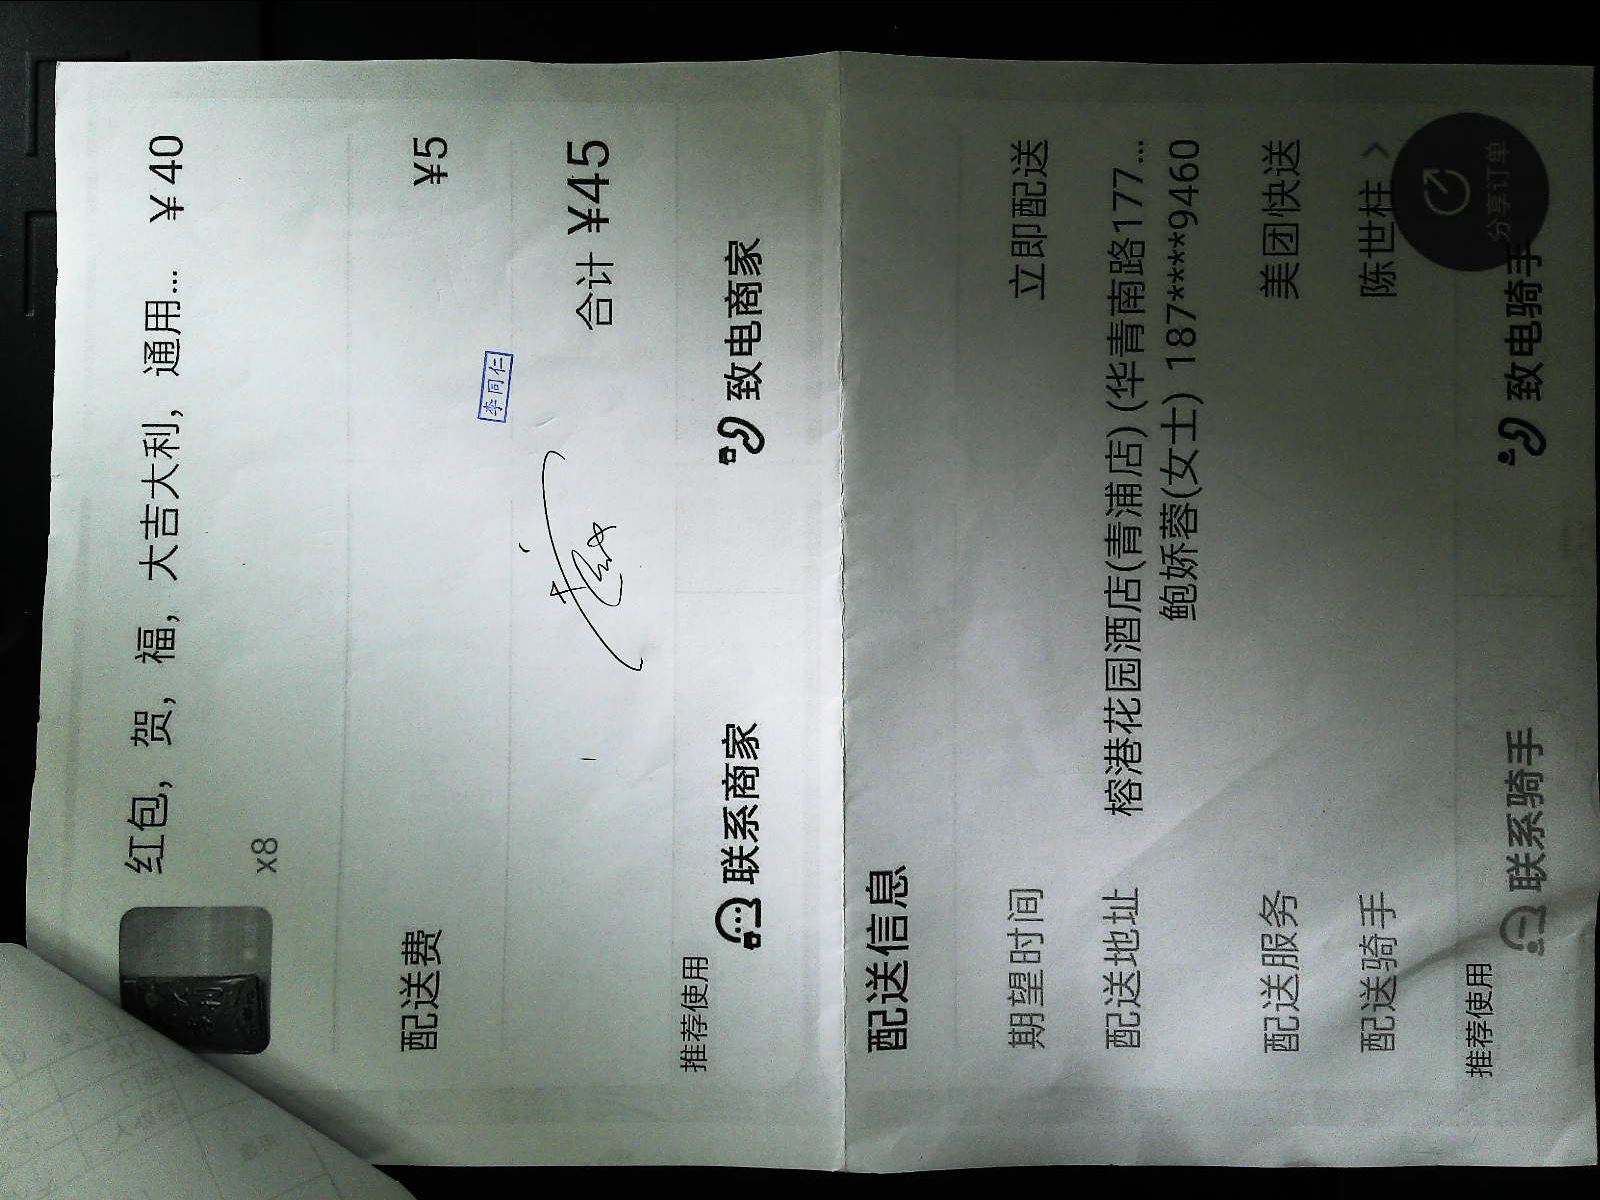 红包，贺，福，大吉大利，通用... ￥40
x8
配送费 ¥5
李同仁
合计 ¥45
推荐使用
联系商家 致电商家
配送信息
期望时间 立即配送
配送地址 榕港花园酒店(青浦店)(华青南路177...
鲍娇蓉(女士) 187****9460
配送服务 美团快送
配送骑手 陈世柱 >
分享订单
推荐使用
联系骑手 致电骑手